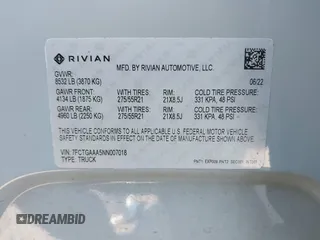 RIVIAN
MFD. BY RIVIAN AUTOMOTIVE, LLC.
GVWR: 06/22
8532 LB (3870 KG)
GAWR FRONT: WITH TIRES: RIMS: COLD TIRE PRESSURE:
4134 LB (1875 KG) 275/55R21 21X8.5J 331 KPA, 48 PSI
GAWR REAR: WITH TIRES: RIMS: COLD TIRE PRESSURE:
4960 LB (2250 KG) 275/55R21 21X8.5J 331 KPA, 48 PSI
THIS VEHICLE CONFORMS TO ALL APPLICABLE U.S. FEDERAL MOTOR VEHICLE
SAFETY STANDARDS IN EFFECT ON THE DATE OF MANUFACTURE SHOWN ABOVE.
VIN: 7FCTGAAA5NN007018
TYPE: TRUCK
DREAMBID